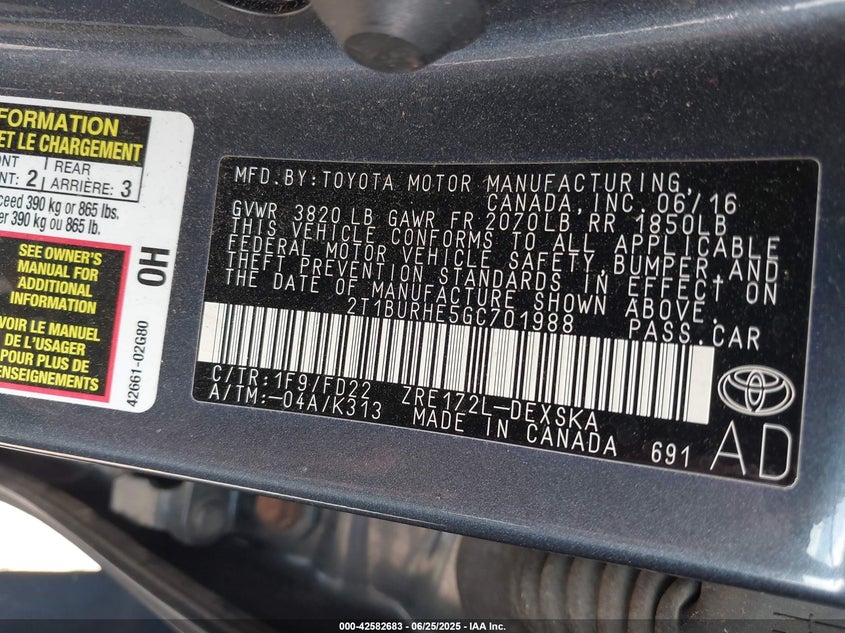 FORMATION
ET LE CHARGEMENT
ONT
NT: 2
REAR
ARRIÈRE: 3
ceed 390 kg or 865 lbs.
er 390 kg ou 865 lb.
SEE OWNER'S
MANUAL FOR
ADDITIONAL
INFORMATION
VOIR LE MANUEL
DE L'USAGER
POUR PLUS DE
RENSEIGNEMENTS
0H
42661-02G80
MFD.BY:TOYOTA MOTOR MANUFACTURING,
CANADA, INC. 06/16
GVWR 3820 LB GAWR FR 2070LB RR 1850LB
THIS VEHICLE CONFORMS TO ALL APPLICABLE
FEDERAL MOTOR VEHICLE SAFETY,BUMPER,AND
THEFT PREVENTION STANDARDS IN EFFECT ON
THE DATE OF MANUFACTURE SHOWN ABOVE.
2T1BURHE5GC701988 PASS.CAR
C/TR:1F9/FD22 ZRE172L-DEXSKA
A/TM:-04A/K313 MADE IN CANADA 691
AD
000-42582683 - 06/25/2025 - IAA Inc.